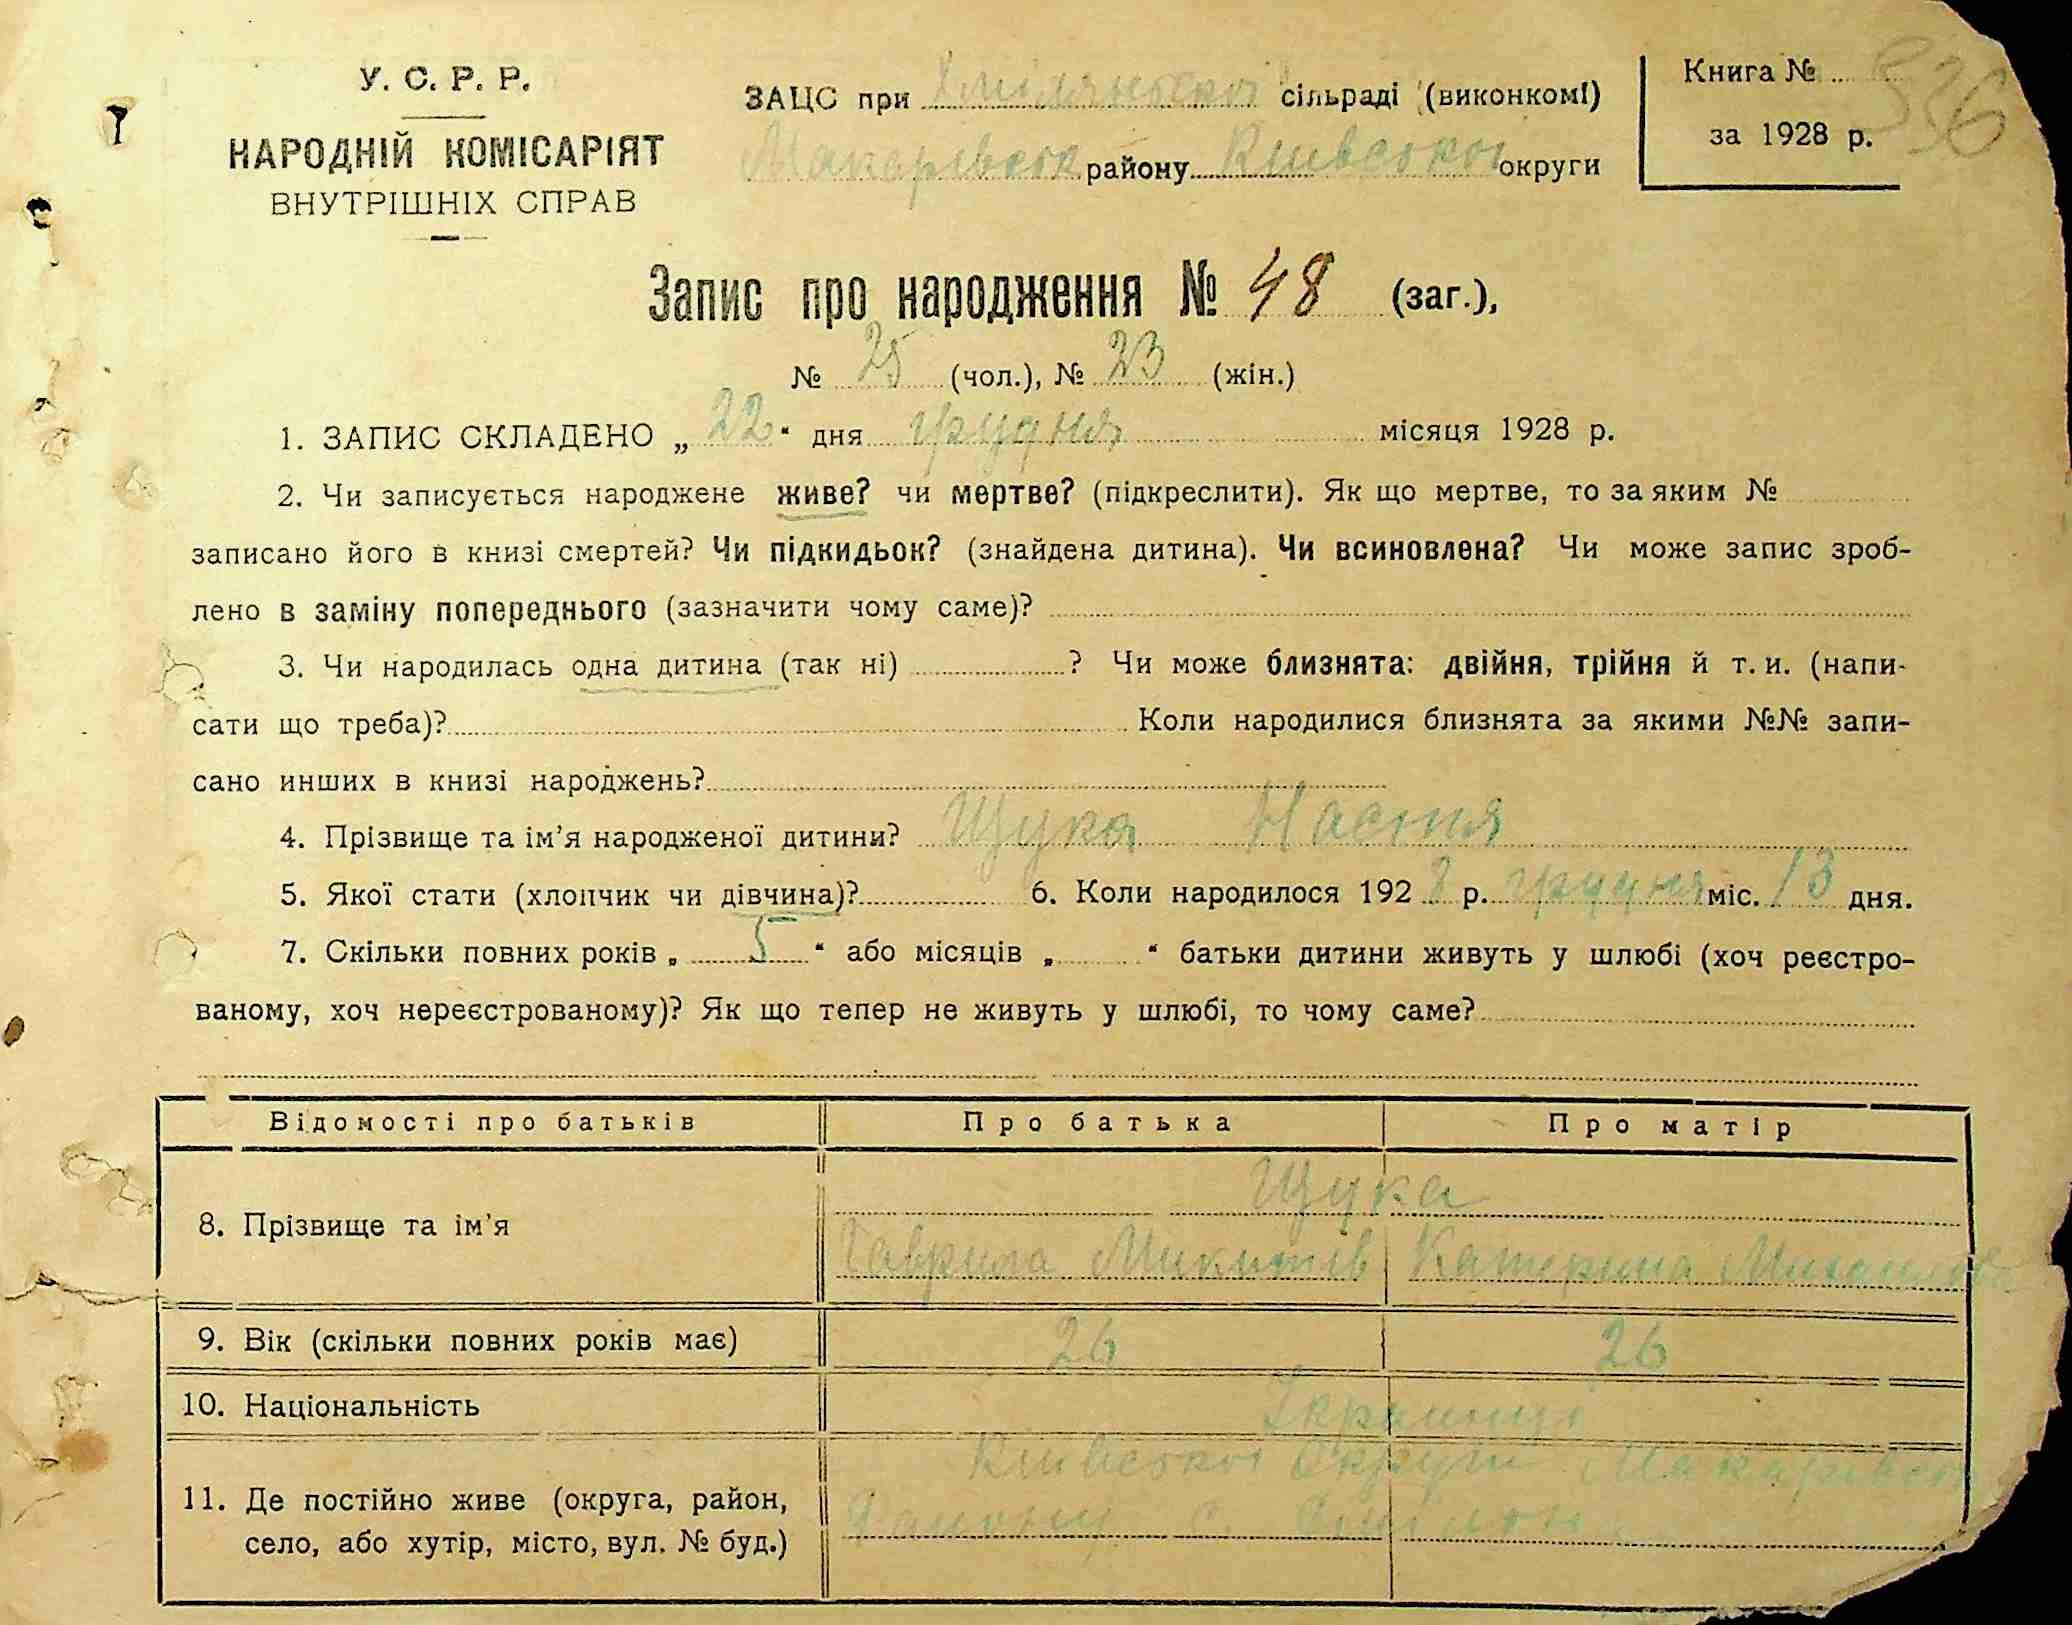 У. С. Р. Р.
НАРОДНІЙ КОМІСАРІЯТ
ВНУТРІШНІХ СПРАВ
ЗАЦС при Хмілянської сільраді (виконкомі)
Макарівськ району Київської округи
Книга №
за 1928 р.
336
Запис про народження № 48 (заг.),
№ 25 (чол.), № 23 (жін.)
1. ЗАПИС СКЛАДЕНО „ 22 “ дня грудня місяця 1928 р.
2. Чи записується народжене живе? чи мертве? (підкреслити). Як що мертве, то за яким №
записано його в книзі смертей? Чи підкидьок? (знайдена дитина). Чи всиновлена? Чи може запис зроб-
лено в заміну попереднього (зазначити чому саме)?
3. Чи народилась одна дитина (так ні) ? Чи може близнята: двійня, трійня й т. и. (напи-
сати що треба)? Коли народилися близнята за якими №№ запи-
сано инших в книзі народжень?
4. Прізвище та ім’я народженої дитини? Щука Настя
5. Якої стати (хлопчик чи дівчина)? 6. Коли народилося 1928 р. грудня міс. 13 дня.
7. Скільки повних років „ 5 “ або місяців „ “ батьки дитини живуть у шлюбі (хоч реєстро-
ваному, хоч нереєстрованому)? Як що тепер не живуть у шлюбі, то чому саме?
Відомості про батьків Про батька Про матір
8. Прізвище та ім’я Щука
Гаврило Микитів Катерина
9. Вік (скільки повних років має) 26 26
10. Національність Українці
11. Де постійно живе (округа, район,
село, або хутір, місто, вул. № буд.)
Київської Округи Макарівськ
Району с.